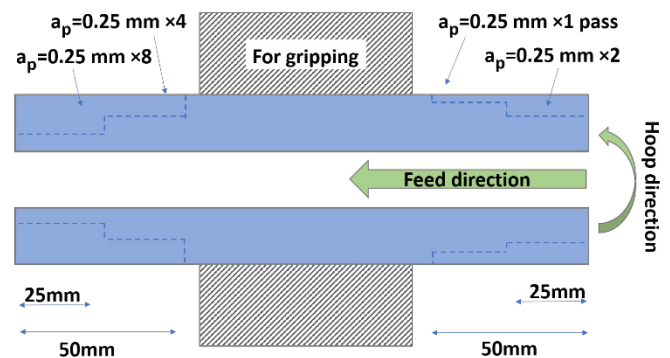 aₚ=0.25 mm ×4
aₚ=0.25 mm ×8
For gripping
aₚ=0.25 mm ×1 pass
aₚ=0.25 mm ×2
Feed direction
Hoop direction
25mm
50mm
25mm
50mm